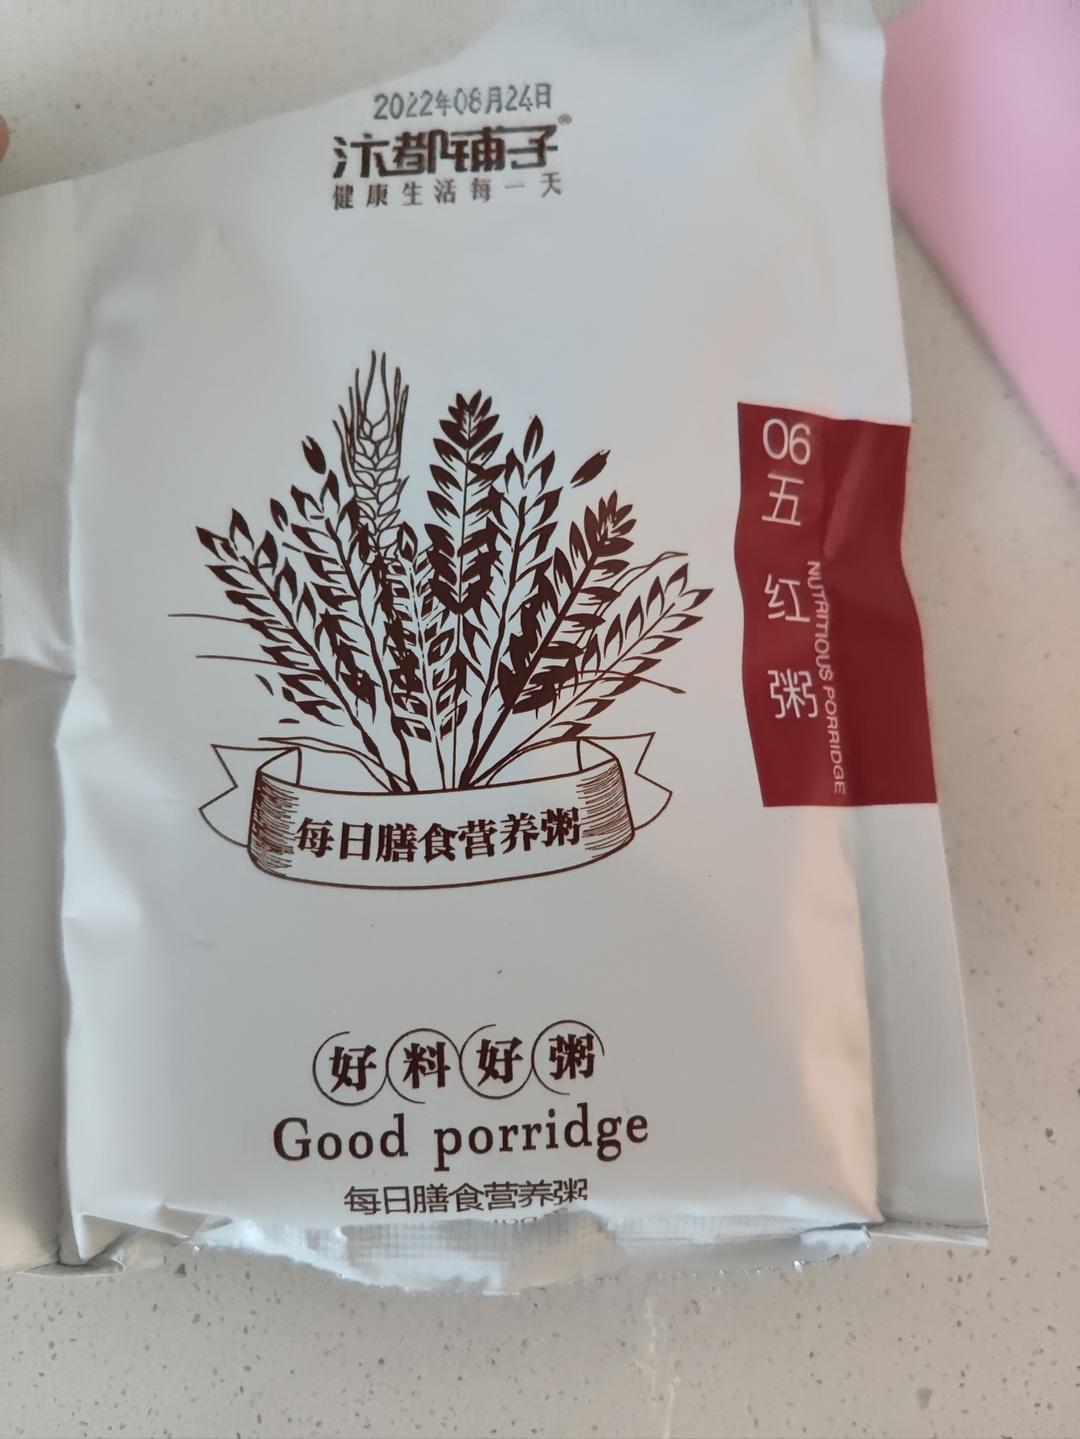 2022年08月24日
汴都铺子®
健康生活每一天
06
五红粥
NUTRITIOUS PORRIDGE
每日膳食营养粥
好料好粥
Good porridge
每日膳食营养粥